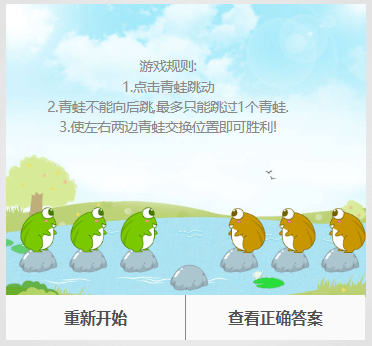 游戏规则:
1.点击青蛙跳动
2.青蛙不能向后跳,最多只能跳过1个青蛙.
3.使左右两边青蛙交换位置即可胜利!
重新开始
查看正确答案